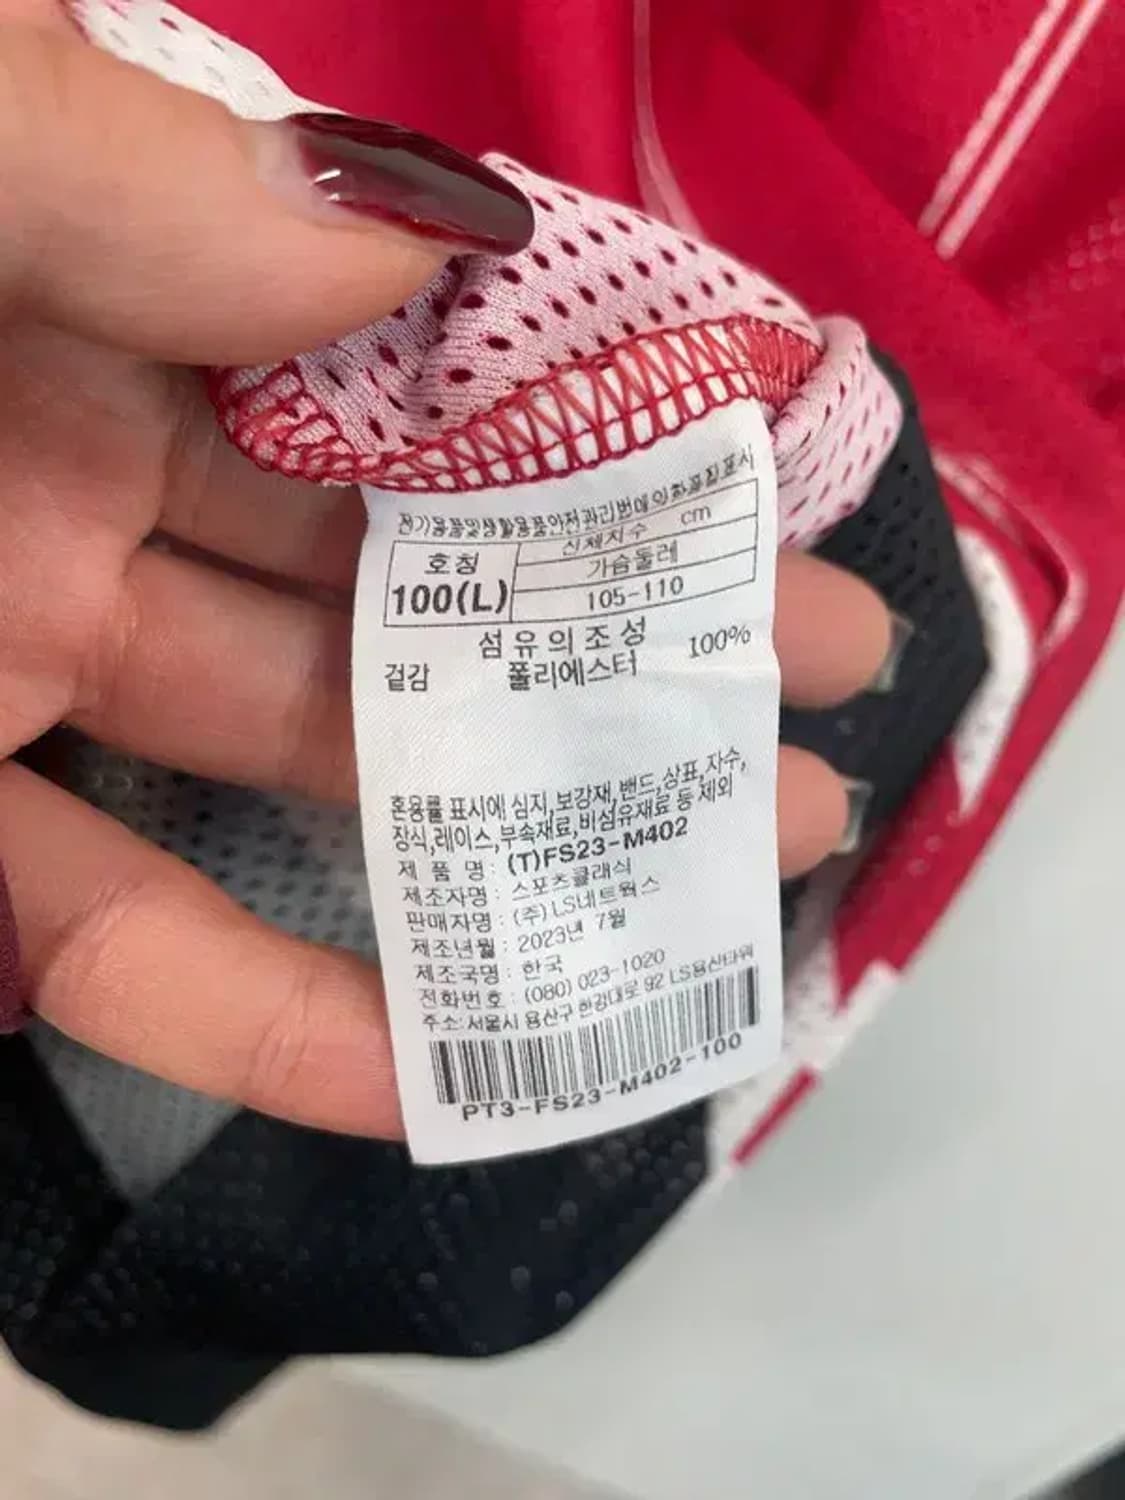 전기용품및생활용품안전관리법에의한품질표시
호칭 신체치수 cm
가슴둘레
100(L) 105-110
섬유의조성
겉감 폴리에스터 100%
혼용률 표시에 심지,보강재,밴드,상표,자수,
장식,레이스,부속재료,비섬유재료 등 제외
제 품 명: (T)FS23-M402
제조자명: 스포츠클래식
판매자명: (주)LS네트웍스
제조년월: 2023년 7월
제조국명: 한국
전화번호: (080) 023-1020
주소:서울시 용산구 한강대로 92 LS용산타워
PT3-FS23-M402-100